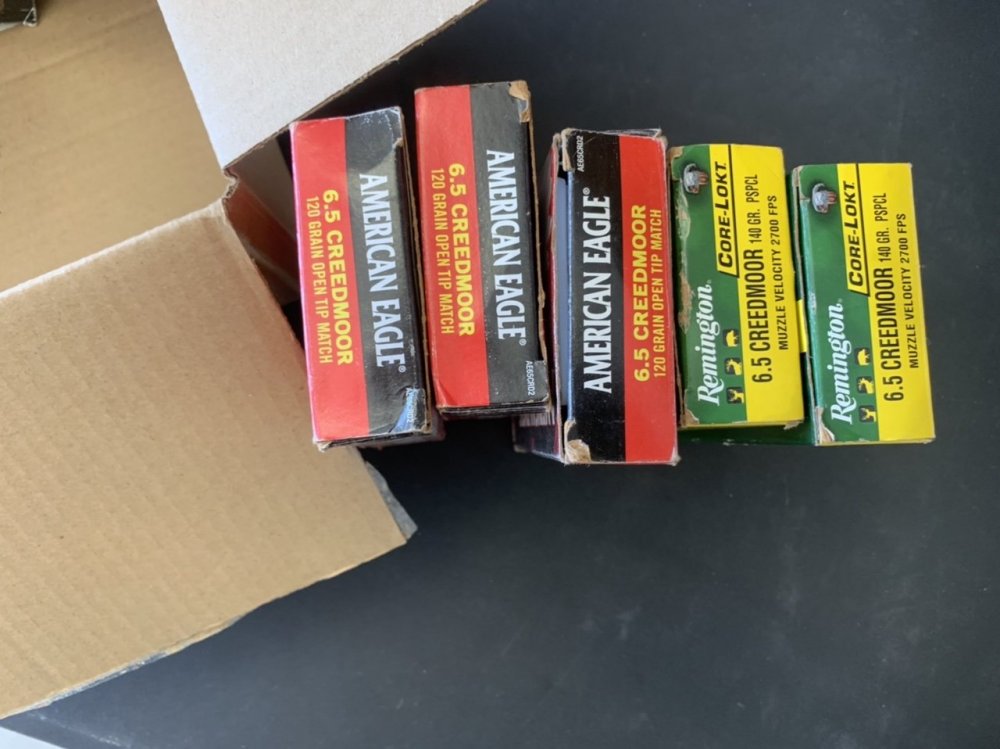 AMERICAN EAGLE®
6.5 CREEDMOOR
120 GRAIN OPEN TIP MATCH
AMERICAN EAGLE®
6.5 CREEDMOOR
120 GRAIN OPEN TIP MATCH
AE65CRD2
AE65CRD2
AMERICAN EAGLE®
6.5 CREEDMOOR
120 GRAIN OPEN TIP MATCH
Remington®
CORE-LOKT®
6.5 CREEDMOOR 140 GR. PSPCL
MUZZLE VELOCITY 2700 FPS
Remington®
CORE-LOKT®
6.5 CREEDMOOR 140 GR. PSPCL
MUZZLE VELOCITY 2700 FPS